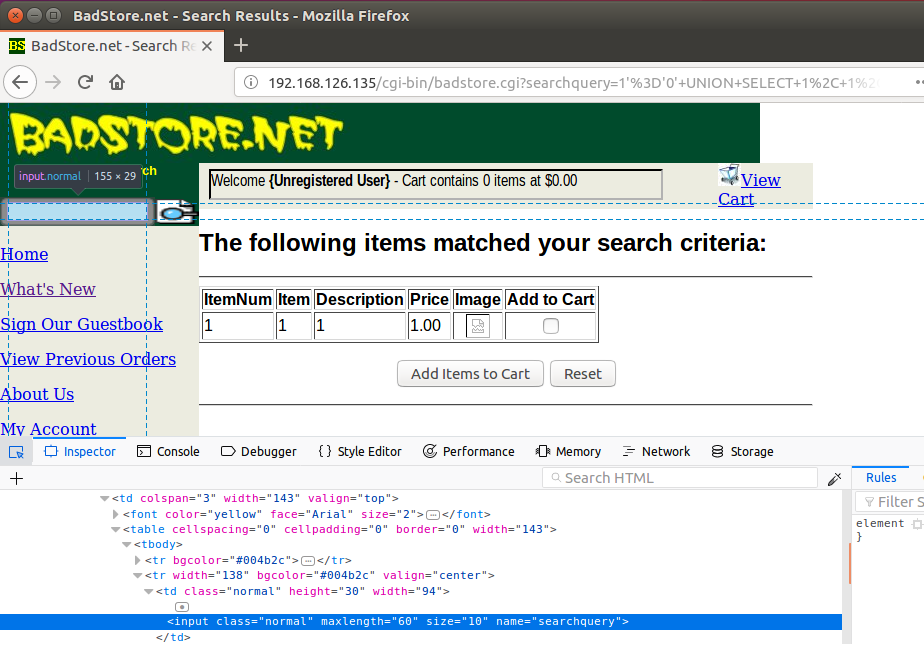 BadStore.net - Search Results - Mozilla Firefox
BS BadStore.net - Search Re
192.168.126.135/cgi-bin/badstore.cgi?searchquery=1'%3D'0'+UNION+SELECT+1%2C+1%2
BADSTORE.NET
input.normal | 155 × 29
ch
Welcome {Unregistered User} - Cart contains 0 items at $0.00
View Cart
Home
What's New
Sign Our Guestbook
View Previous Orders
About Us
My Account
The following items matched your search criteria:
ItemNum Item Description Price Image Add to Cart
1 1 1 1.00
Add Items to Cart Reset
Inspector Console Debugger { } Style Editor Performance Memory Network Storage
+ Search HTML Rules
Filter S
<td colspan="3" width="143" valign="top">
<font color="yellow" face="Arial" size="2"></font>
<table cellspacing="0" cellpadding="0" border="0" width="143">
<tbody>
<tr bgcolor="#004b2c"></tr>
<tr width="138" bgcolor="#004b2c" valign="center">
<td class="normal" height="30" width="94">
<input class="normal" maxlength="60" size="10" name="searchquery">
</td>
element
}